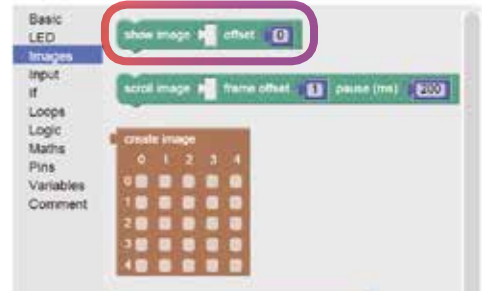 Basic
LED
Images
Input
If
Loops
Logic
Maths
Pins
Variables
Comment
show image offset 0
scroll image frame offset 1 pause (ms) 200
create image
0 1 2 3 4
0
1
2
3
4